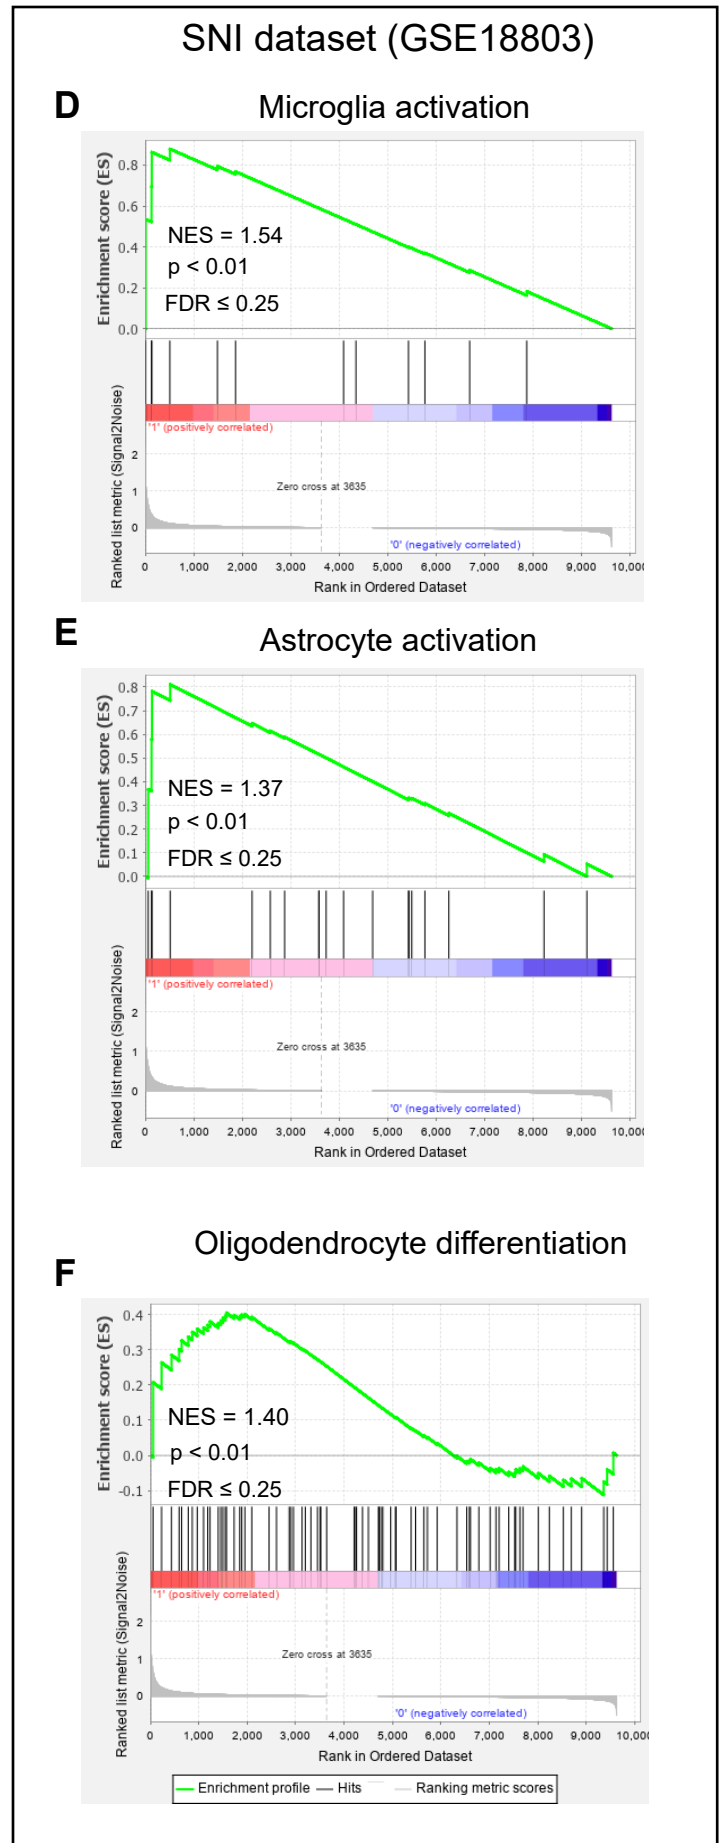 SNI dataset (GSE18803)
D
Microglia activation
Enrichment score (ES)
0.8
0.6
0.4
0.2
0.0
NES = 1.54
p < 0.01
FDR ≤ 0.25
Ranked list metric (Signal2Noise)
'1' (positively correlated)
2
1
0
Zero cross at 3635
'0' (negatively correlated)
0 1,000 2,000 3,000 4,000 5,000 6,000 7,000 8,000 9,000 10,00
Rank in Ordered Dataset
E
Astrocyte activation
Enrichment score (ES)
0.8
0.7
0.6
0.5
0.4
0.3
0.2
0.1
0.0
NES = 1.37
p < 0.01
FDR ≤ 0.25
Ranked list metric (Signal2Noise)
'1' (positively correlated)
2
1
0
Zero cross at 3635
'0' (negatively correlated)
0 1,000 2,000 3,000 4,000 5,000 6,000 7,000 8,000 9,000 10,00
Rank in Ordered Dataset
Oligodendrocyte differentiation
F
Enrichment score (ES)
0.4
0.3
0.2
0.1
0.0
-0.1
NES = 1.40
p < 0.01
FDR ≤ 0.25
Ranked list metric (Signal2Noise)
'1' (positively correlated)
2
1
0
Zero cross at 3635
'0' (negatively correlated)
0 1,000 2,000 3,000 4,000 5,000 6,000 7,000 8,000 9,000 10,00
Rank in Ordered Dataset
Enrichment profile Hits Ranking metric scores